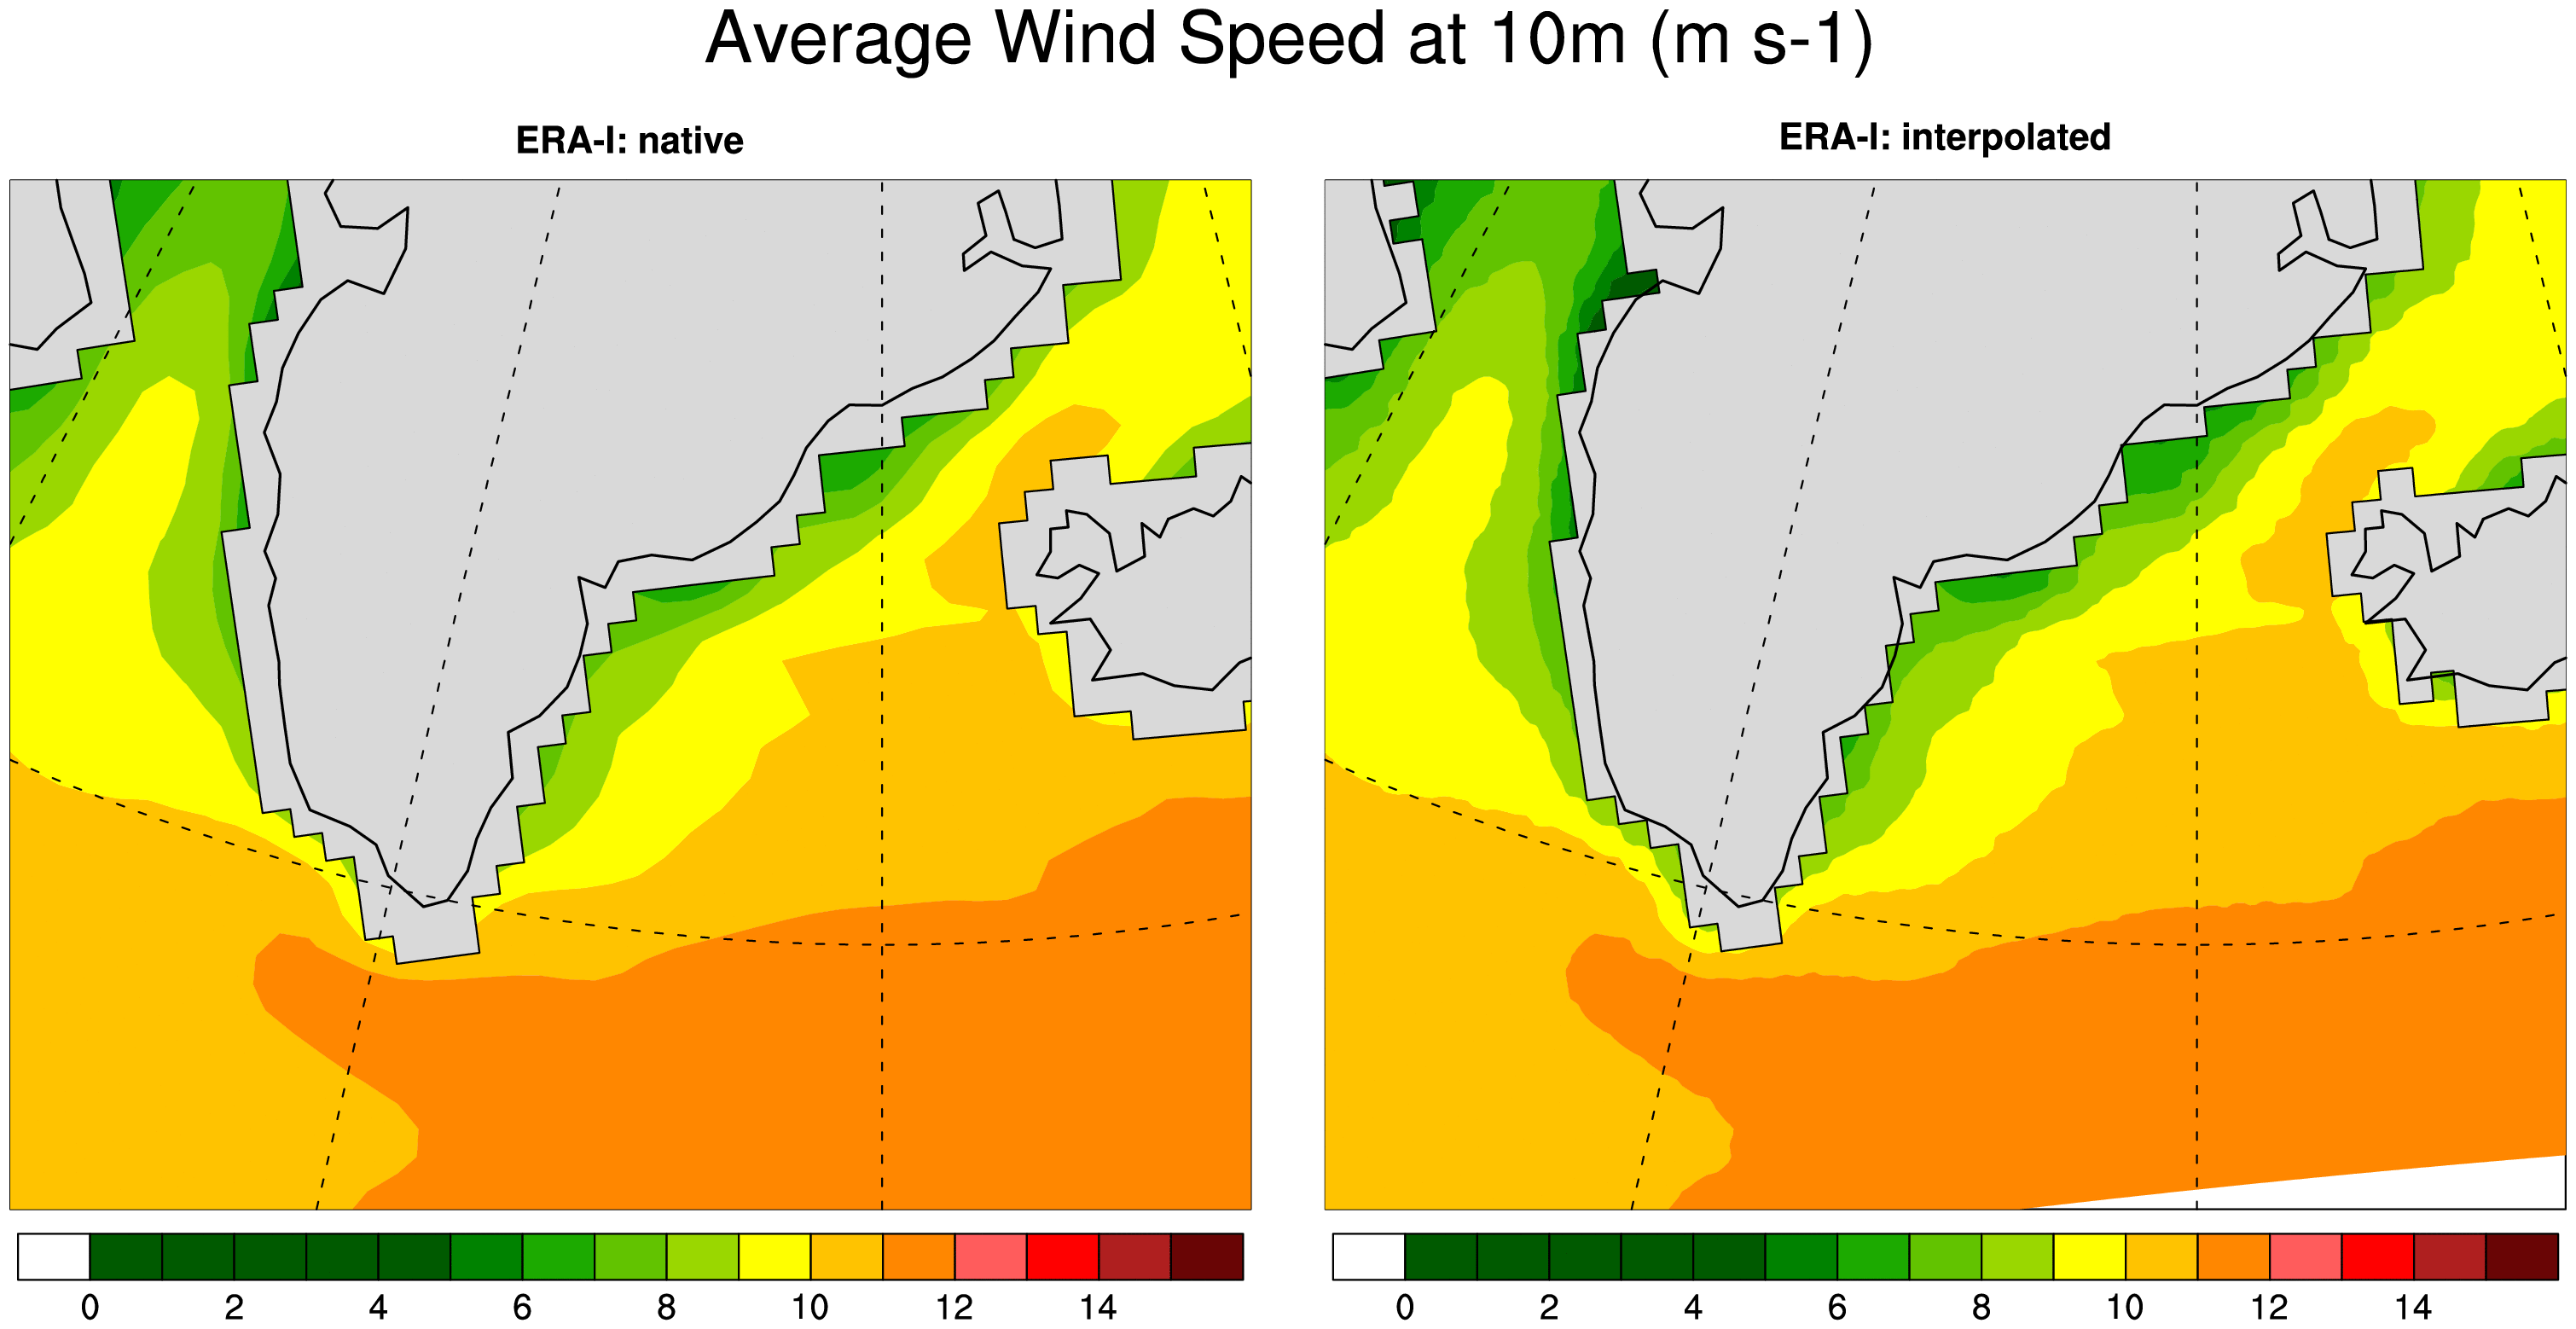 Average Wind Speed at 10m (m s-1)
ERA-I: native
ERA-I: interpolated
0 2 4 6 8 10 12 14
0 2 4 6 8 10 12 14